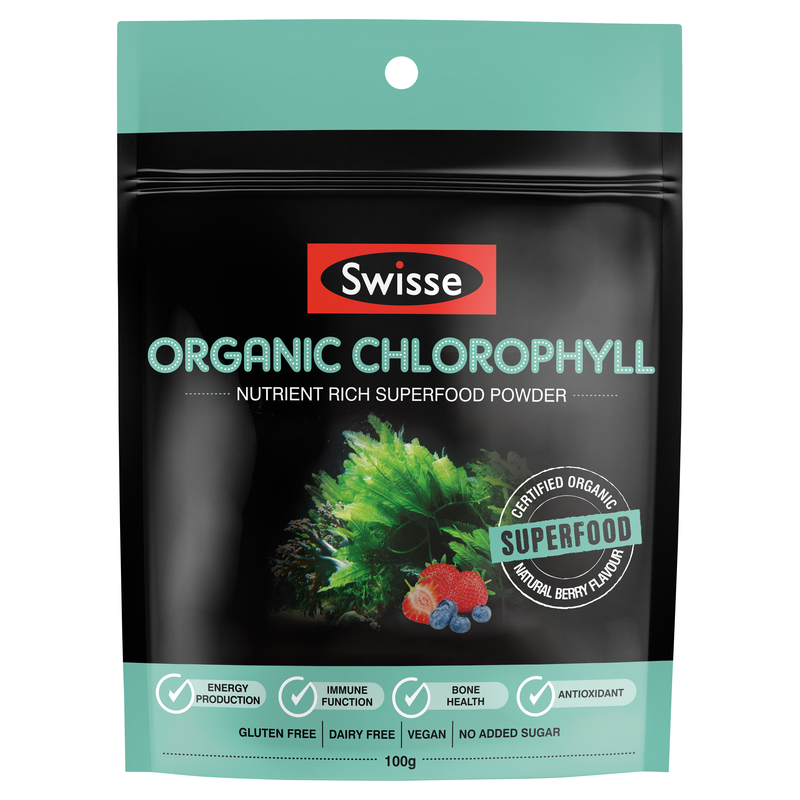 Swisse
ORGANIC CHLOROPHYLL
NUTRIENT RICH SUPERFOOD POWDER
CERTIFIED ORGANIC
SUPERFOOD
NATURAL BERRY FLAVOUR
ENERGY
PRODUCTION
IMMUNE
FUNCTION
BONE
HEALTH
ANTIOXIDANT
GLUTEN FREE | DAIRY FREE | VEGAN | NO ADDED SUGAR
100g